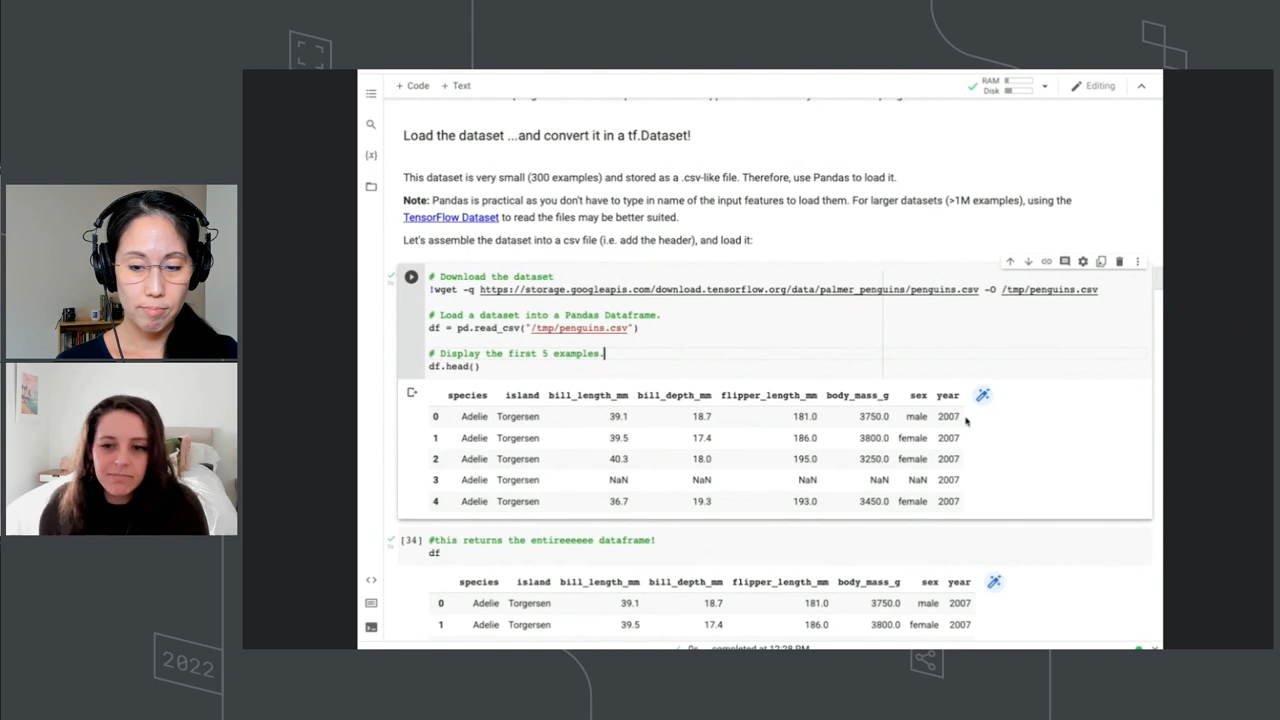 + Code + Text
RAM
Disk
Editing
Load the dataset ...and convert it in a tf.Dataset!
This dataset is very small (300 examples) and stored as a .csv-like file. Therefore, use Pandas to load it.
Note: Pandas is practical as you don't have to type in name of the input features to load them. For larger datasets (>1M examples), using the
TensorFlow Dataset to read the files may be better suited.
Let's assemble the dataset into a csv file (i.e. add the header), and load it:
# Download the dataset
!wget -q https://storage.googleapis.com/download.tensorflow.org/data/palmer_penguins/penguins.csv -O /tmp/penguins.csv
# Load a dataset into a Pandas Dataframe.
df = pd.read_csv("/tmp/penguins.csv")
# Display the first 5 examples.
df.head()
species island bill_length_mm bill_depth_mm flipper_length_mm body_mass_g sex year
0 Adelie Torgersen 39.1 18.7 181.0 3750.0 male 2007
1 Adelie Torgersen 39.5 17.4 186.0 3800.0 female 2007
2 Adelie Torgersen 40.3 18.0 195.0 3250.0 female 2007
3 Adelie Torgersen NaN NaN NaN NaN NaN 2007
4 Adelie Torgersen 36.7 19.3 193.0 3450.0 female 2007
[34] #this returns the entireeeeee dataframe!
df
species island bill_length_mm bill_depth_mm flipper_length_mm body_mass_g sex year
0 Adelie Torgersen 39.1 18.7 181.0 3750.0 male 2007
1 Adelie Torgersen 39.5 17.4 186.0 3800.0 female 2007
0s completed at 12:28 PM
2022